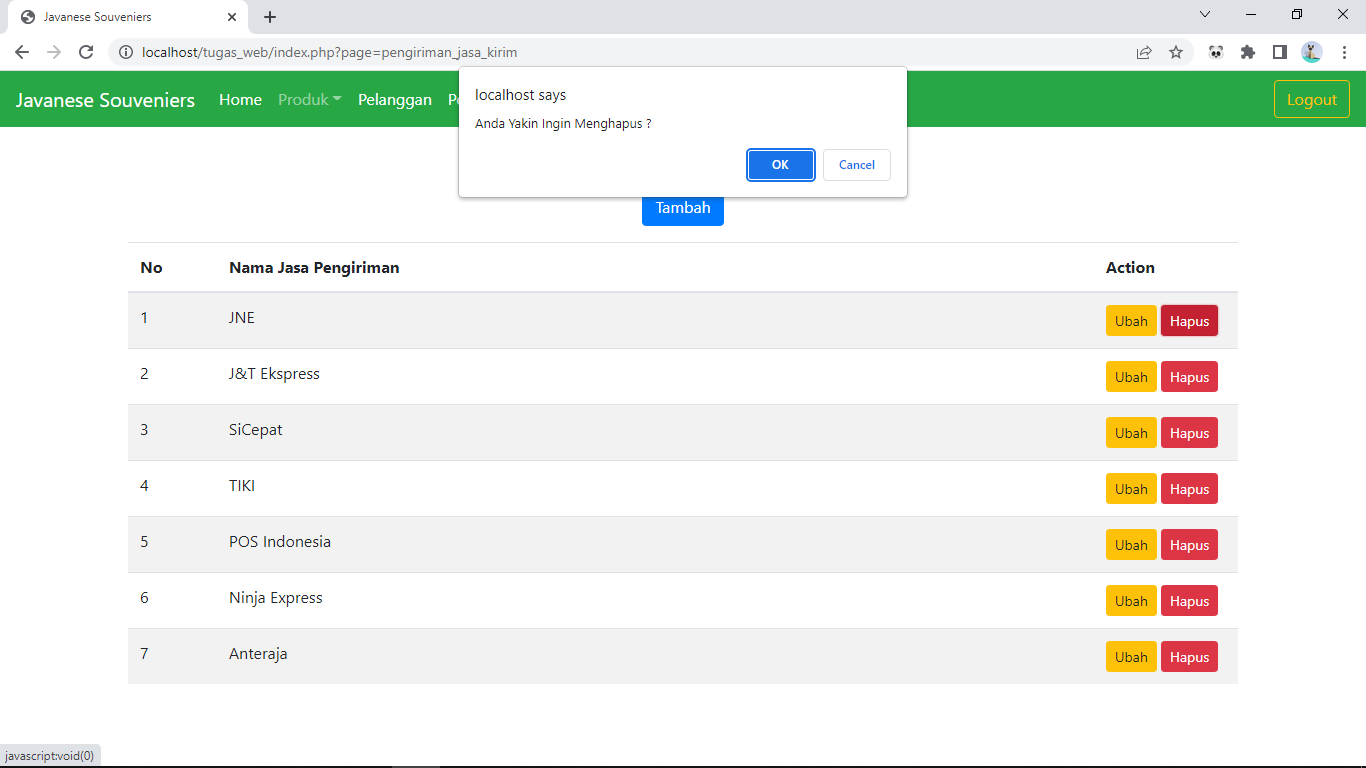 Javanese Souveniers
localhost/tugas_web/index.php?page=pengiriman_jasa_kirim
Javanese Souveniers Home Produk Pelanggan Logout
localhost says
Anda Yakin Ingin Menghapus ?
OK Cancel
Tambah
No Nama Jasa Pengiriman Action
1 JNE Ubah Hapus
2 J&T Ekspress Ubah Hapus
3 SiCepat Ubah Hapus
4 TIKI Ubah Hapus
5 POS Indonesia Ubah Hapus
6 Ninja Express Ubah Hapus
7 Anteraja Ubah Hapus
javascript:void(0)